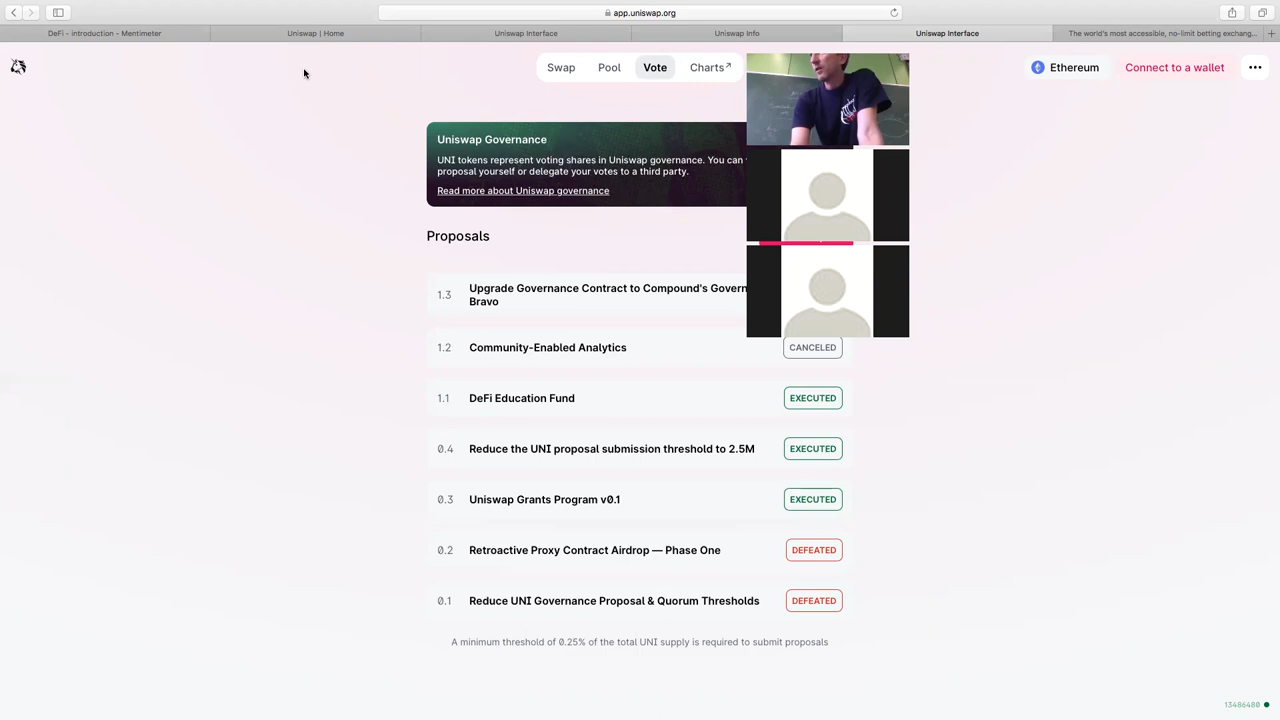 app.uniswap.org
DeFi - introduction - Mentimeter
Uniswap | Home
Uniswap Interface
Uniswap Info
Uniswap Interface
The world's most accessible, no-limit betting exchang...
Swap
Pool
Vote
Charts↗
Ethereum
Connect to a wallet
Uniswap Governance
UNI tokens represent voting shares in Uniswap governance. You can
proposal yourself or delegate your votes to a third party.
Read more about Uniswap governance
Proposals
1.3 Upgrade Governance Contract to Compound's Govern
Bravo
1.2 Community-Enabled Analytics CANCELED
1.1 DeFi Education Fund EXECUTED
0.4 Reduce the UNI proposal submission threshold to 2.5M EXECUTED
0.3 Uniswap Grants Program v0.1 EXECUTED
0.2 Retroactive Proxy Contract Airdrop — Phase One DEFEATED
0.1 Reduce UNI Governance Proposal & Quorum Thresholds DEFEATED
A minimum threshold of 0.25% of the total UNI supply is required to submit proposals
13486480